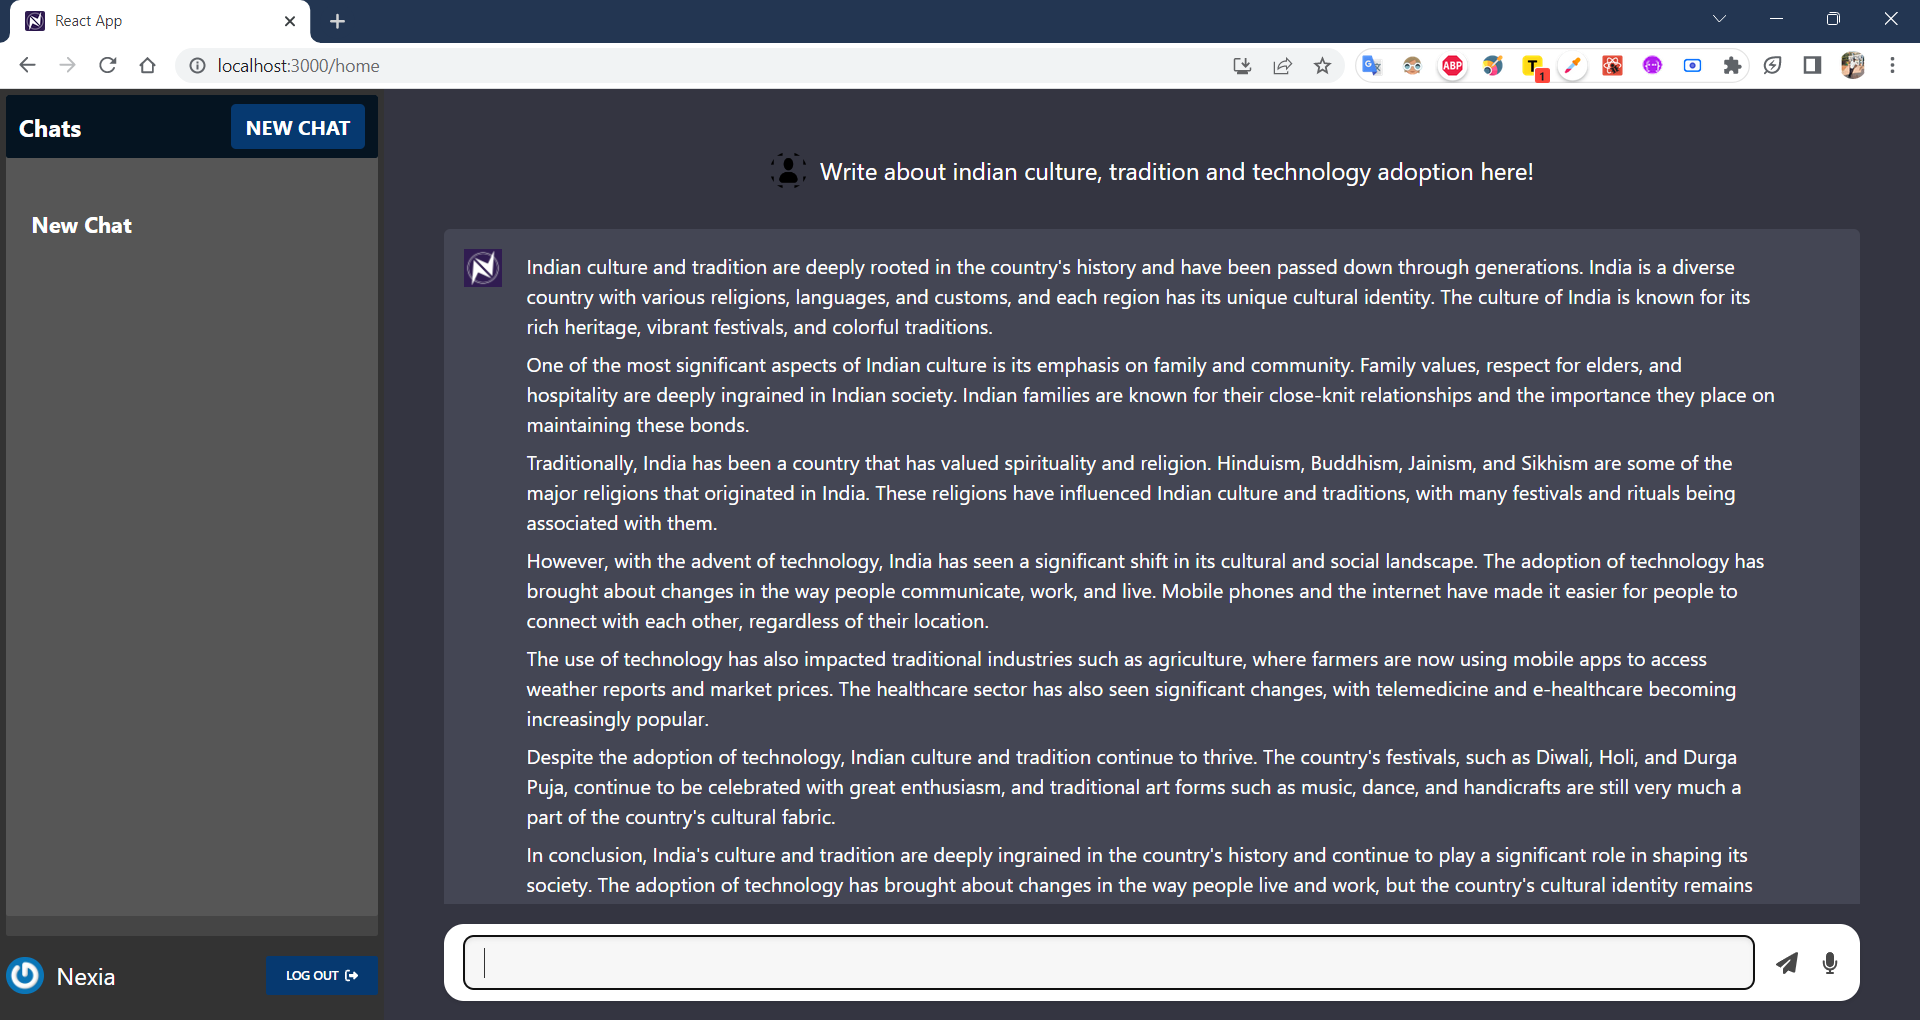 React App
localhost:3000/home
ABP
T
1
Chats
NEW CHAT
New Chat
Write about indian culture, tradition and technology adoption here!
Indian culture and tradition are deeply rooted in the country's history and have been passed down through generations. India is a diverse
country with various religions, languages, and customs, and each region has its unique cultural identity. The culture of India is known for its
rich heritage, vibrant festivals, and colorful traditions.
One of the most significant aspects of Indian culture is its emphasis on family and community. Family values, respect for elders, and
hospitality are deeply ingrained in Indian society. Indian families are known for their close-knit relationships and the importance they place on
maintaining these bonds.
Traditionally, India has been a country that has valued spirituality and religion. Hinduism, Buddhism, Jainism, and Sikhism are some of the
major religions that originated in India. These religions have influenced Indian culture and traditions, with many festivals and rituals being
associated with them.
However, with the advent of technology, India has seen a significant shift in its cultural and social landscape. The adoption of technology has
brought about changes in the way people communicate, work, and live. Mobile phones and the internet have made it easier for people to
connect with each other, regardless of their location.
The use of technology has also impacted traditional industries such as agriculture, where farmers are now using mobile apps to access
weather reports and market prices. The healthcare sector has also seen significant changes, with telemedicine and e-healthcare becoming
increasingly popular.
Despite the adoption of technology, Indian culture and tradition continue to thrive. The country's festivals, such as Diwali, Holi, and Durga
Puja, continue to be celebrated with great enthusiasm, and traditional art forms such as music, dance, and handicrafts are still very much a
part of the country's cultural fabric.
In conclusion, India's culture and tradition are deeply ingrained in the country's history and continue to play a significant role in shaping its
society. The adoption of technology has brought about changes in the way people live and work, but the country's cultural identity remains
Nexia
LOG OUT